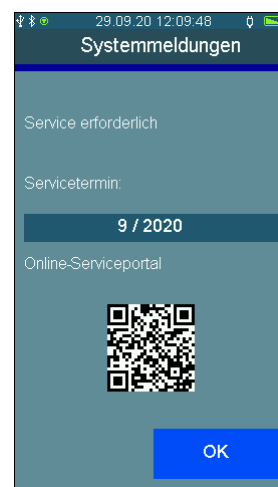 29.09.20 12:09:48
Systemmeldungen
Service erforderlich
Servicetermin:
9 / 2020
Online-Serviceportal
OK